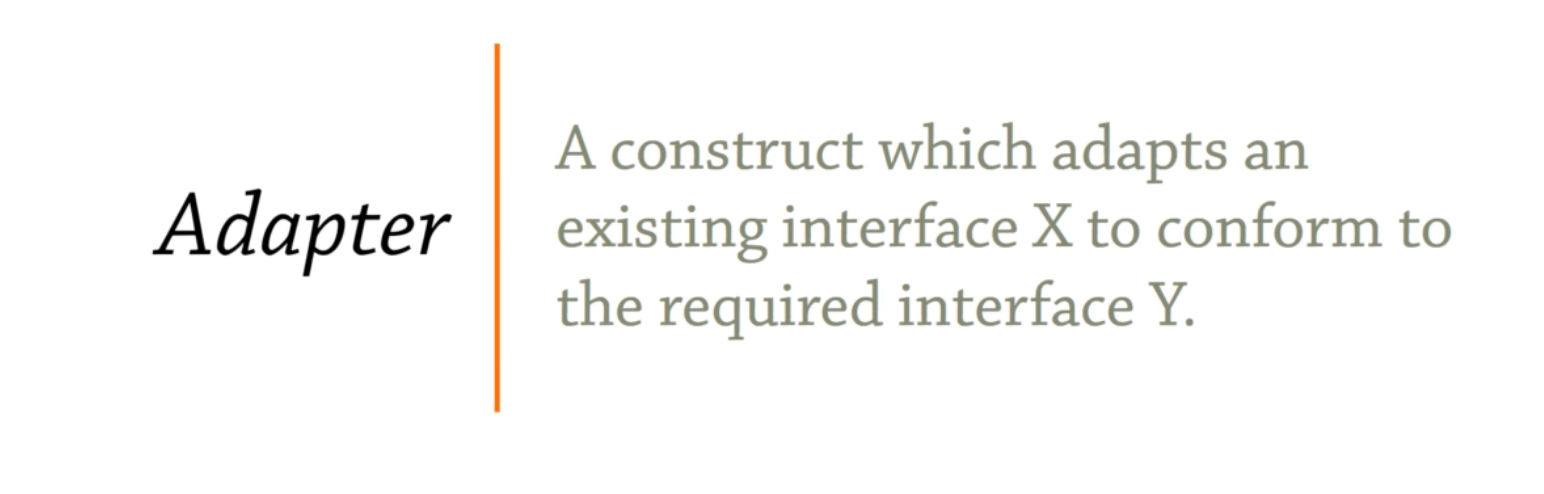 Adapter
A construct which adapts an
existing interface X to conform to
the required interface Y.